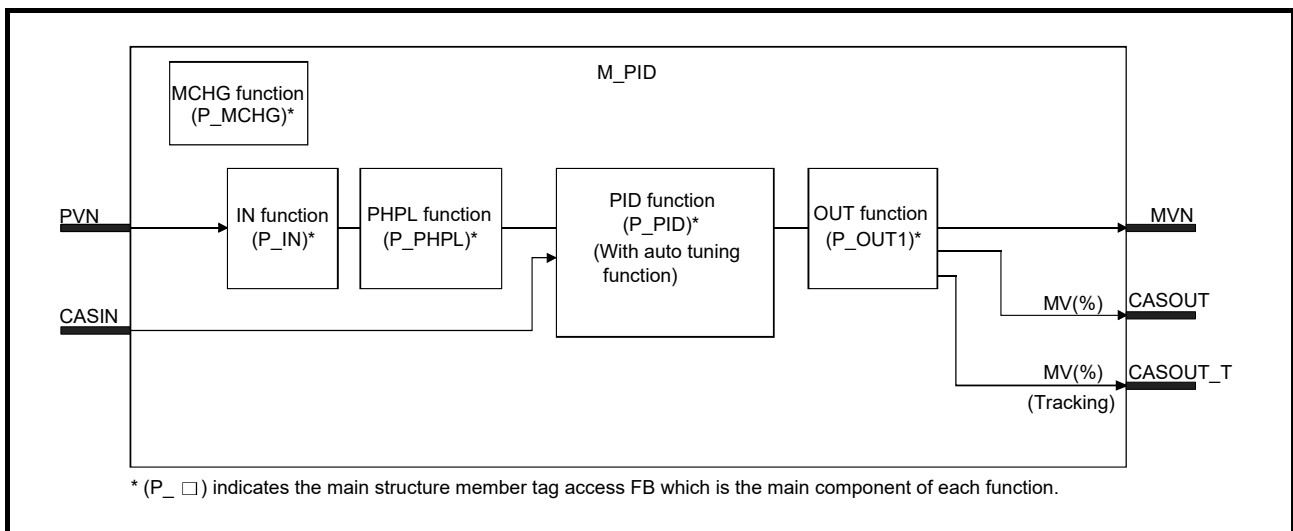 M_PID
MCHG function
(P_MCHG)*
PVN
IN function
(P_IN)*
PHPL function
(P_PHPL)*
PID function
(P_PID)*
(With auto tuning
function)
OUT function
(P_OUT1)*
MVN
CASIN
MV(%)
CASOUT
MV(%)
(Tracking)
CASOUT_T
* (P_ □ ) indicates the main structure member tag access FB which is the main component of each function.